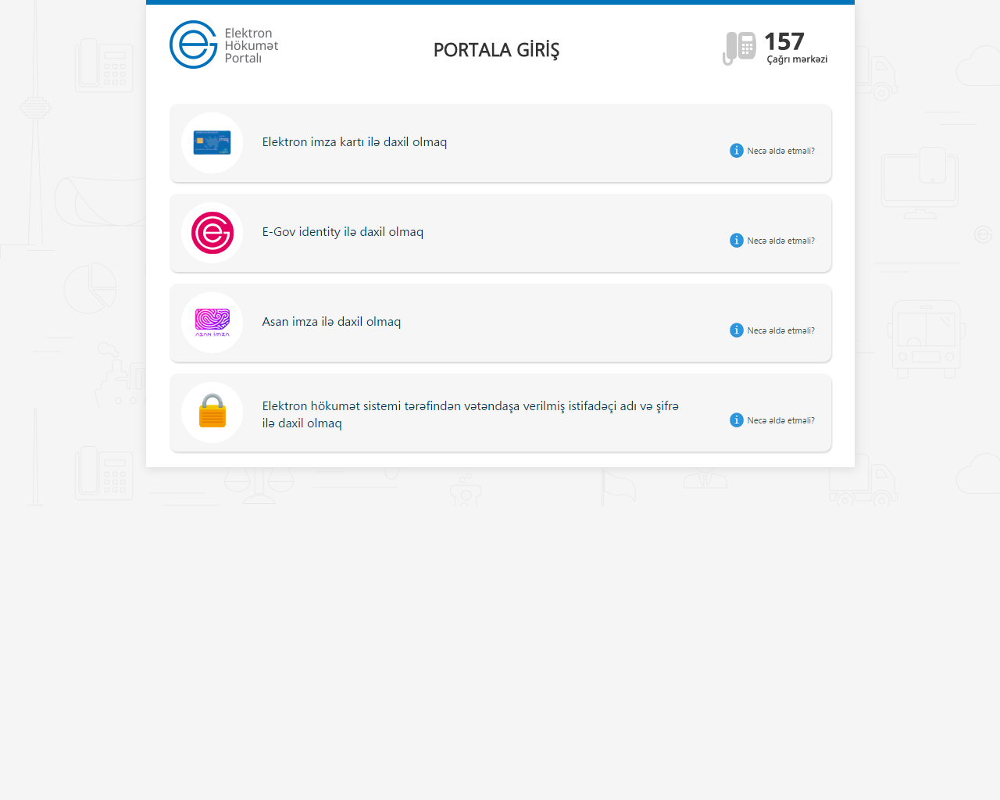 Elektron
Hökumət
Portalı
PORTALA GİRİŞ
157
Çağrı mərkəzi
Elektron imza kartı ilə daxil olmaq
Necə əldə etməli?
E-Gov identity ilə daxil olmaq
Necə əldə etməli?
ASAN İMZA
Asan imza ilə daxil olmaq
Necə əldə etməli?
Elektron hökumət sistemi tərəfindən vətəndaşa verilmiş istifadəçi adı və şifrə
ilə daxil olmaq
Necə əldə etməli?